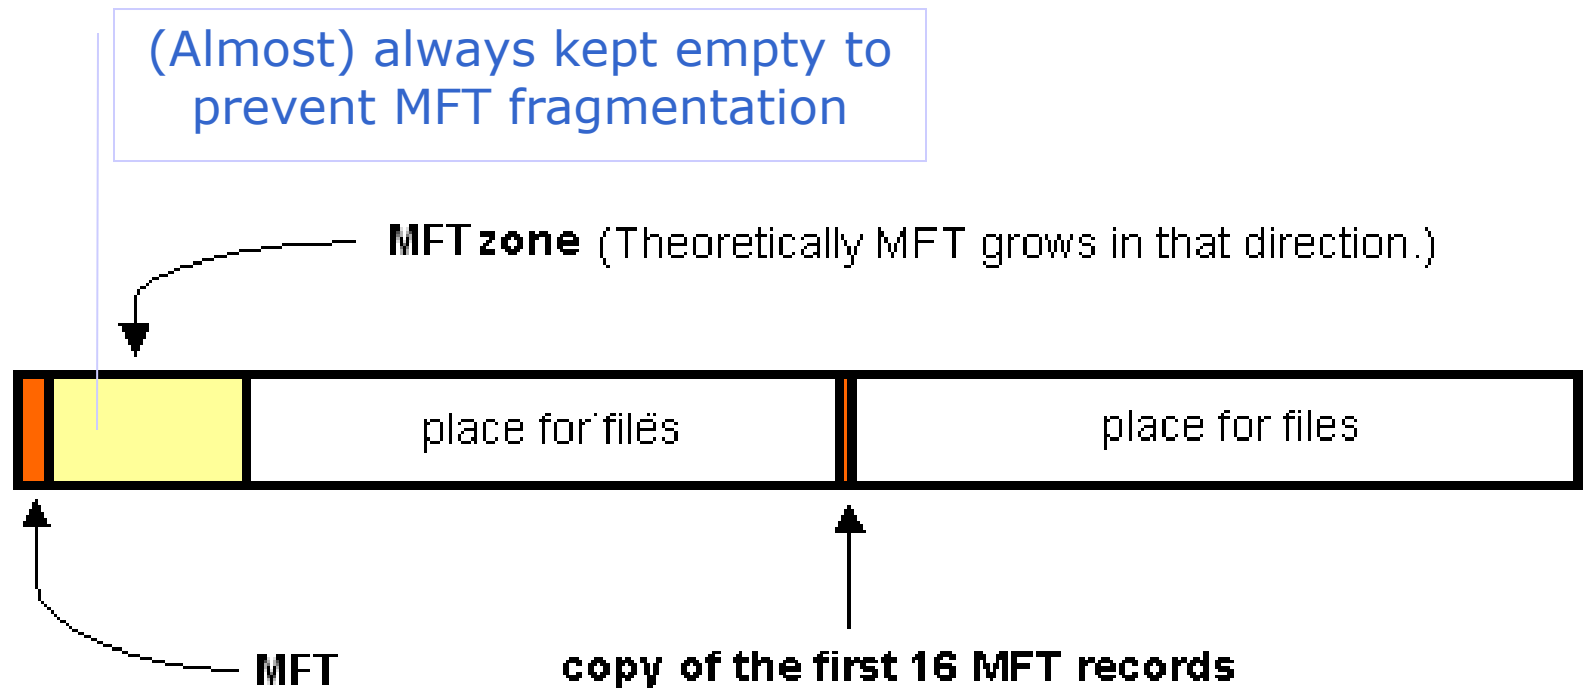 (Almost) always kept empty to
prevent MFT fragmentation
MFT zone (Theoretically MFT grows in that direction.)
place for files
place for files
MFT
copy of the first 16 MFT records